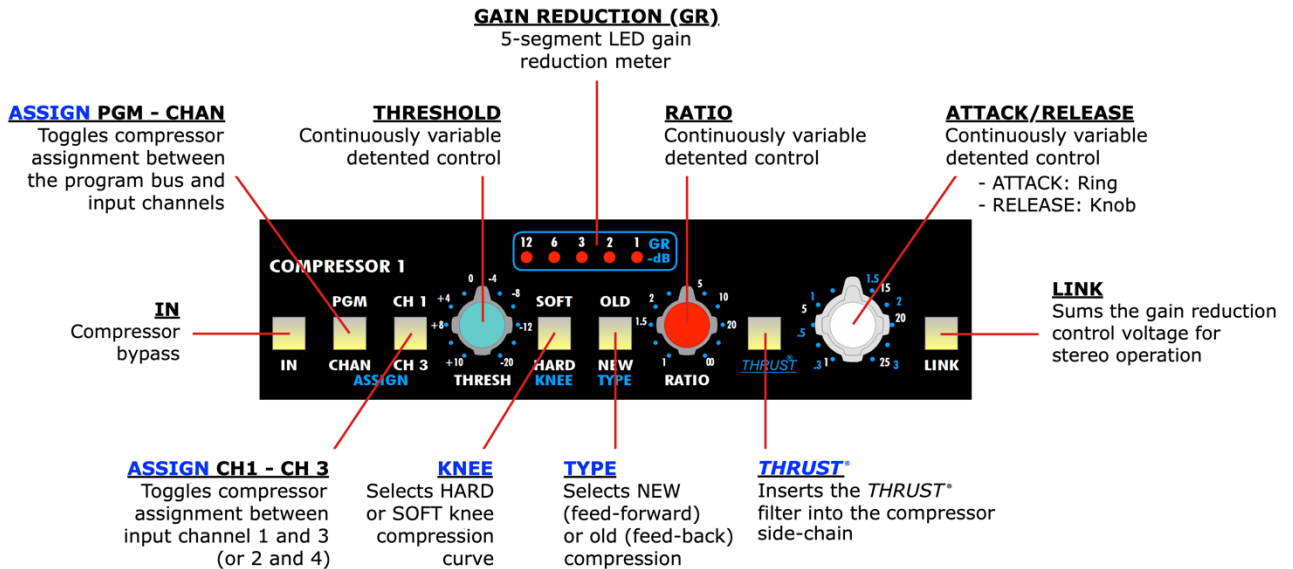 GAIN REDUCTION (GR)
5-segment LED gain
reduction meter
ASSIGN PGM - CHAN
Toggles compressor
assignment between
the program bus and
input channels
THRESHOLD
Continuously variable
detented control
RATIO
Continuously variable
detented control
ATTACK/RELEASE
Continuously variable
detented control
- ATTACK: Ring
- RELEASE: Knob
IN
Compressor
bypass
COMPRESSOR 1
12 6 3 2 1 GR
-dB
PGM CH 1
IN CHAN CH 3
ASSIGN
+10 +8 +4 0 -4 -8 -12 -20
THRESH
SOFT OLD
HARD NEW
KNEE TYPE
1 1.5 2 5 10 20 00
RATIO
THRUST®
.3 .5 1 1.5 2 3
1 5 15 20 25
LINK
LINK
Sums the gain reduction
control voltage for
stereo operation
ASSIGN CH1 - CH 3
Toggles compressor
assignment between
input channel 1 and 3
(or 2 and 4)
KNEE
Selects HARD
or SOFT knee
compression
curve
TYPE
Selects NEW
(feed-forward)
or old (feed-back)
compression
THRUST®
Inserts the THRUST®
filter into the compressor
side-chain